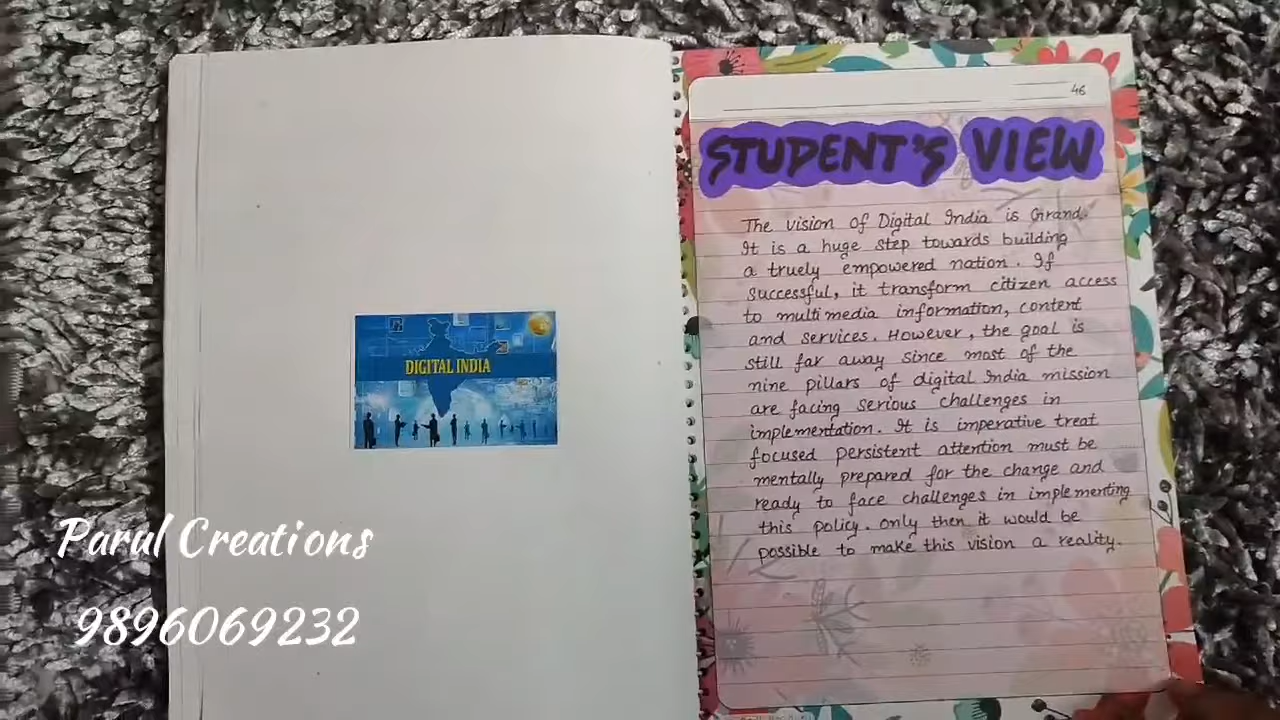 DIGITAL INDIA
46
STUDENT'S VIEW
The vision of Digital India is Grand.
It is a huge step towards building
a truely empowered nation. If
successful, it transform citizen access
to multimedia information, content
and services. However, the goal is
still far away since most of the
nine pillars of digital India mission
are facing serious challenges in
implementation. It is imperative treat
focused persistent attention must be
mentally prepared for the change and
ready to face challenges in implementing
this policy. only then it would be
possible to make this vision a reality.
Parul Creations
9896069232